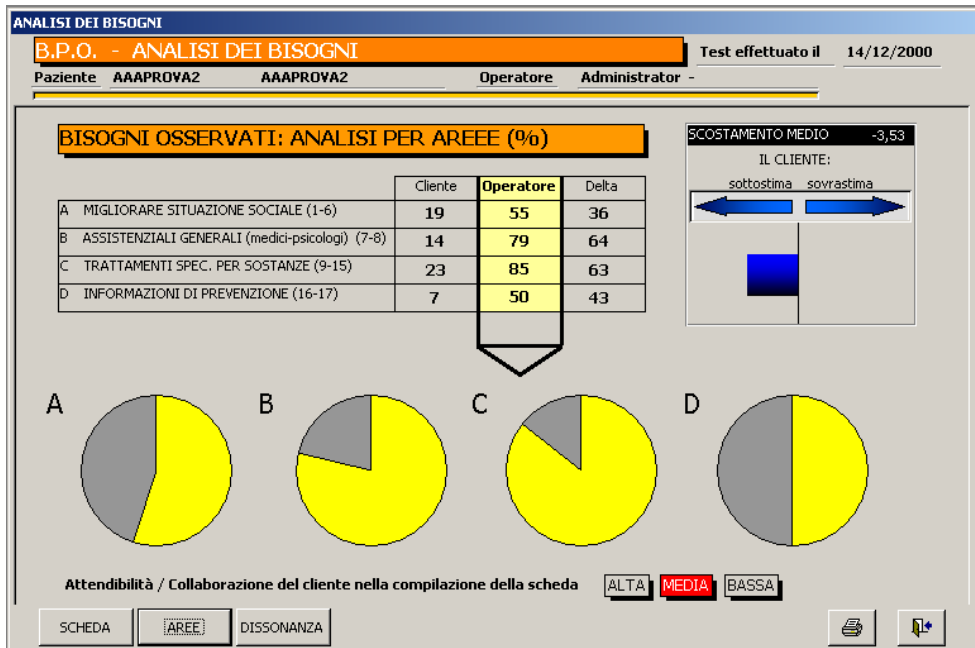 ANALISI DEI BISOGNI
B.P.O. - ANALISI DEI BISOGNI
Test effettuato il 14/12/2000
Paziente AAAPROVA2 AAAPROVA2 Operatore Administrator -
BISOGNI OSSERVATI: ANALISI PER AREEE (%)
Cliente Operatore Delta
A MIGLIORARE SITUAZIONE SOCIALE (1-6) 19 55 36
B ASSISTENZIALI GENERALI (medici-psicologi) (7-8) 14 79 64
C TRATTAMENTI SPEC. PER SOSTANZE (9-15) 23 85 63
D INFORMAZIONI DI PREVENZIONE (16-17) 7 50 43
SCOSTAMENTO MEDIO -3,53
IL CLIENTE:
sottostima sovrastima
A B C D
Attendibilità / Collaborazione del cliente nella compilazione della scheda ALTA MEDIA BASSA
SCHEDA AREE DISSONANZA